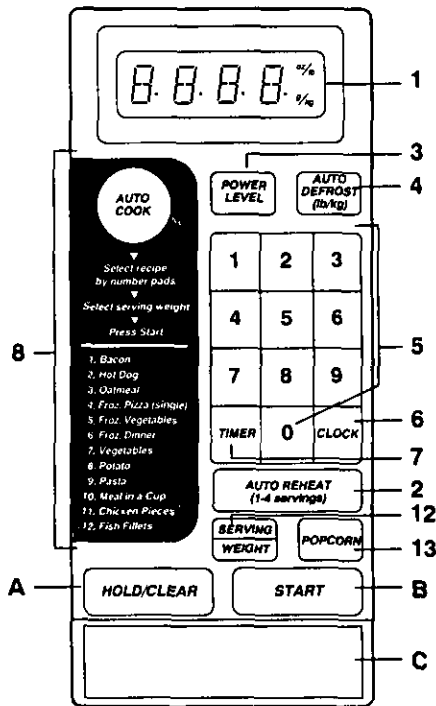 8.8.8.8. oz/lb
g/kg
1
3
POWER
LEVEL
AUTO
DEFROST
(lb/kg)
4
AUTO
COOK
Select recipe
by number pads
Select serving weight
Press Start
8
1. Bacon
2. Hot Dog
3. Oatmeal
4. Froz. Pizza (single)
5. Froz. Vegetables
6. Froz. Dinner
7. Vegetables
8. Potato
9. Pasta
10. Meal in a Cup
11. Chicken Pieces
12. Fish Fillets
1 2 3
4 5 6
7 8 9
TIMER 0 CLOCK
5
6
7
AUTO REHEAT
(1-4 servings)
2
12
SERVING
WEIGHT
POPCORN
13
A
HOLD/CLEAR
START
B
C